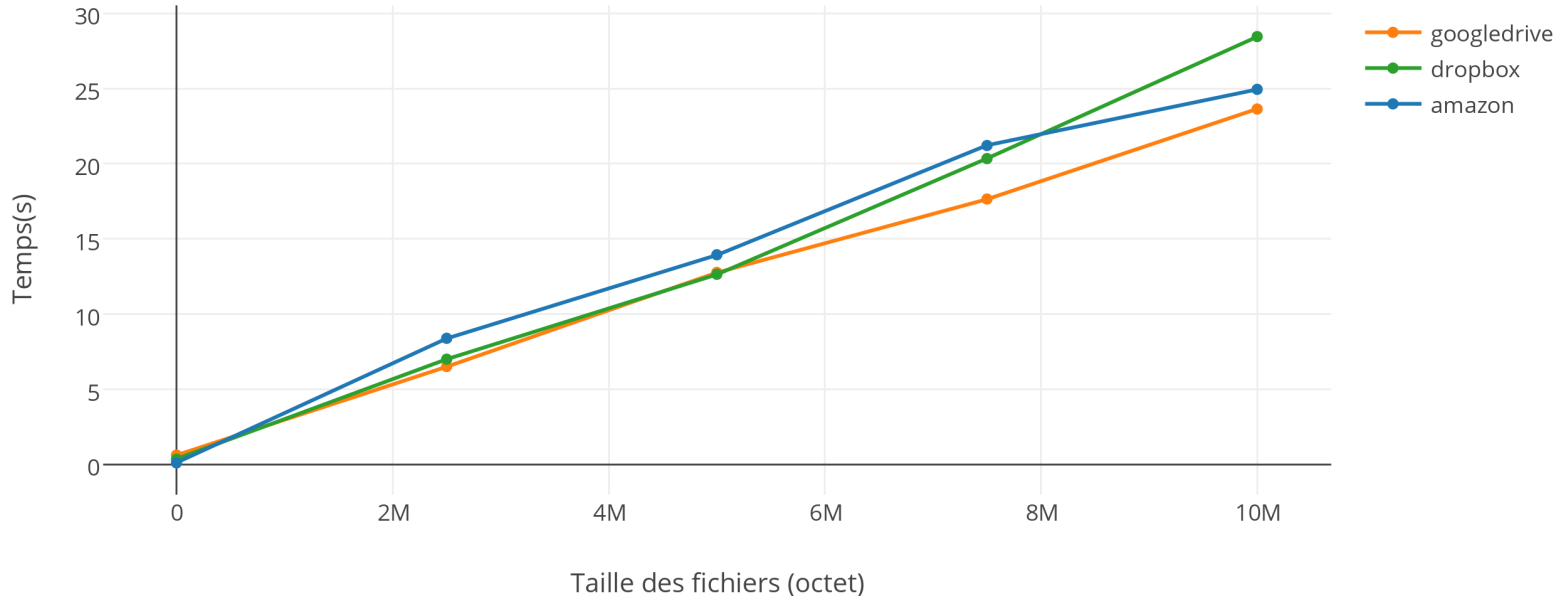 30
25
20
15
10
5
0
Temps(s)
0 2M 4M 6M 8M 10M
Taille des fichiers (octet)
googledrive
dropbox
amazon